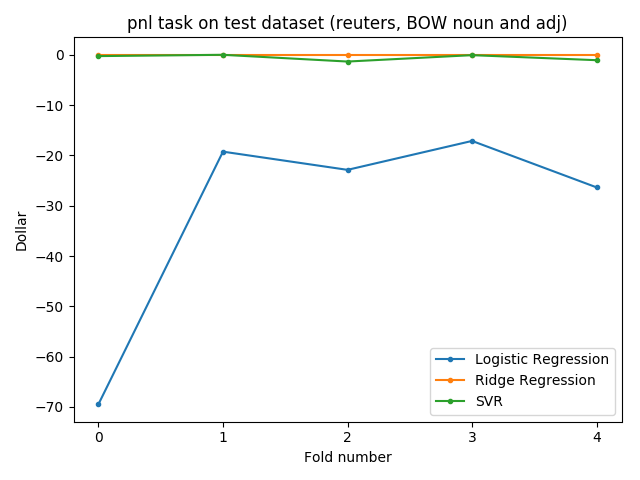 pnl task on test dataset (reuters, BOW noun and adj)
0
−10
−20
−30
−40
−50
−60
−70
Dollar
Logistic Regression
Ridge Regression
SVR
0 1 2 3 4
Fold number